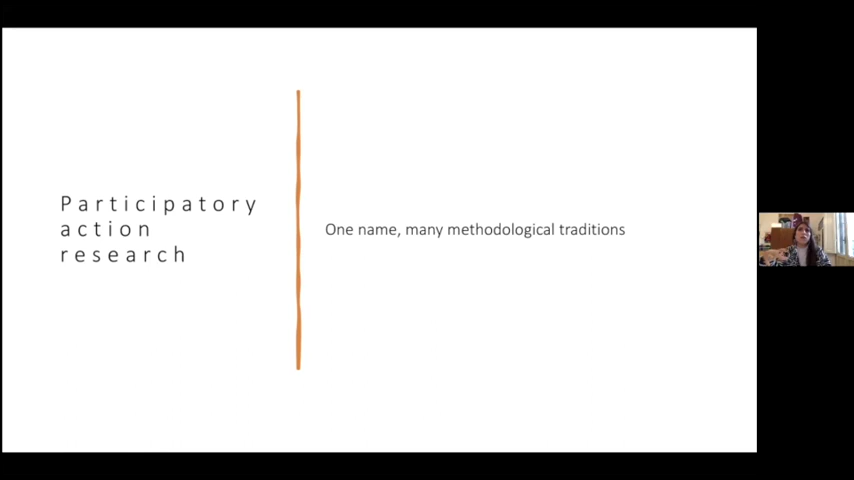 Participatory
action
research
One name, many methodological traditions